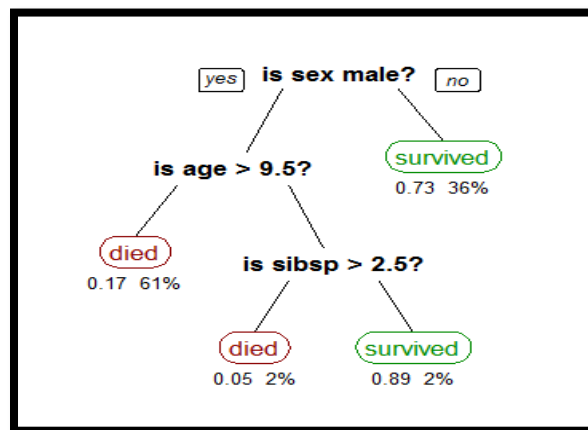 yes is sex male? no
is age > 9.5?
survived
0.73 36%
died
0.17 61%
is sibsp > 2.5?
died
0.05 2%
survived
0.89 2%